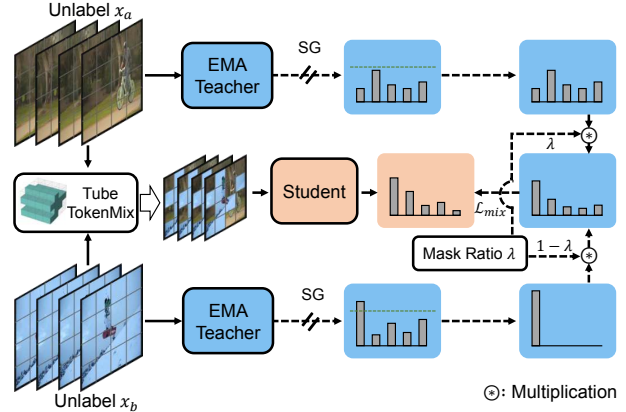 Unlabel x_a
EMA
Teacher
SG
λ
Tube
TokenMix
Student
ℒ_mix
Mask Ratio λ
1 − λ
EMA
Teacher
SG
Unlabel x_b
⊛: Multiplication